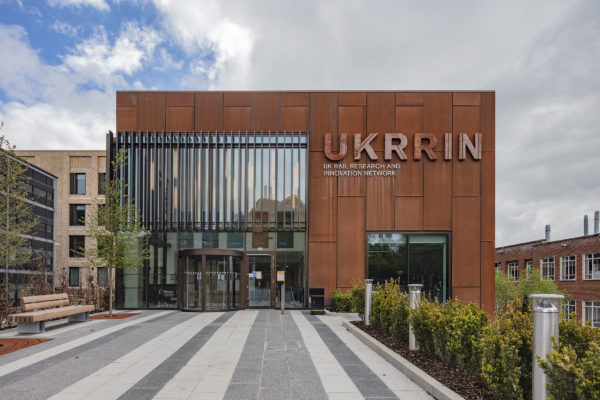 UKRRIN
UK RAIL RESEARCH AND
INNOVATION NETWORK